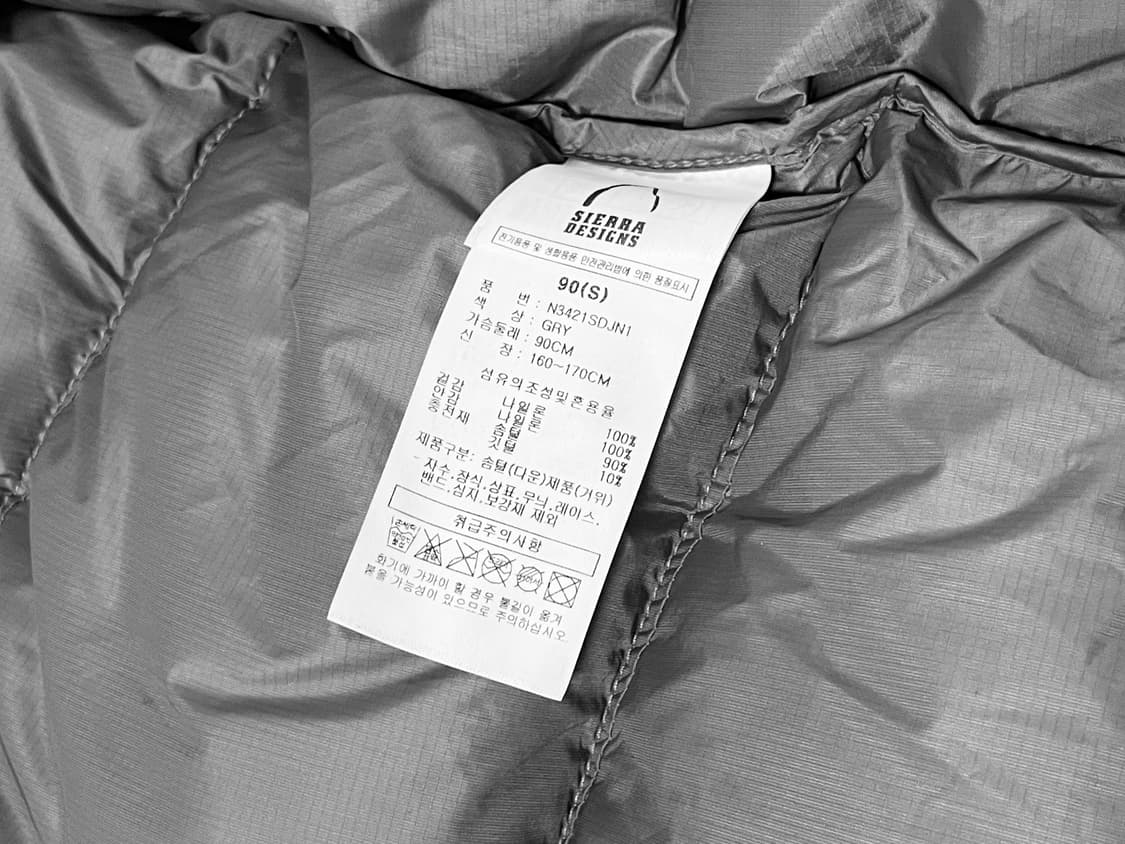 SIERRA
DESIGNS
전기용품 및 생활용품 안전관리법에 의한 품질표시
90(S)
품 번 : N3421SDJN1
색 상 : GRY
가슴둘레 : 90CM
신 장 : 160~170CM
섬유의조성및혼용율
겉감 나일론 100%
안감 나일론 100%
충전재 솜털 90%
깃털 10%
제품구분: 솜털(다운)제품(거위)
자수.장식.상표.무늬.레이스.
밴드.심지.보강재 제외
취급주의사항
화기에 가까이 할 경우 불길이 옮겨
붙을 가능성이 있으므로 주의하십시오